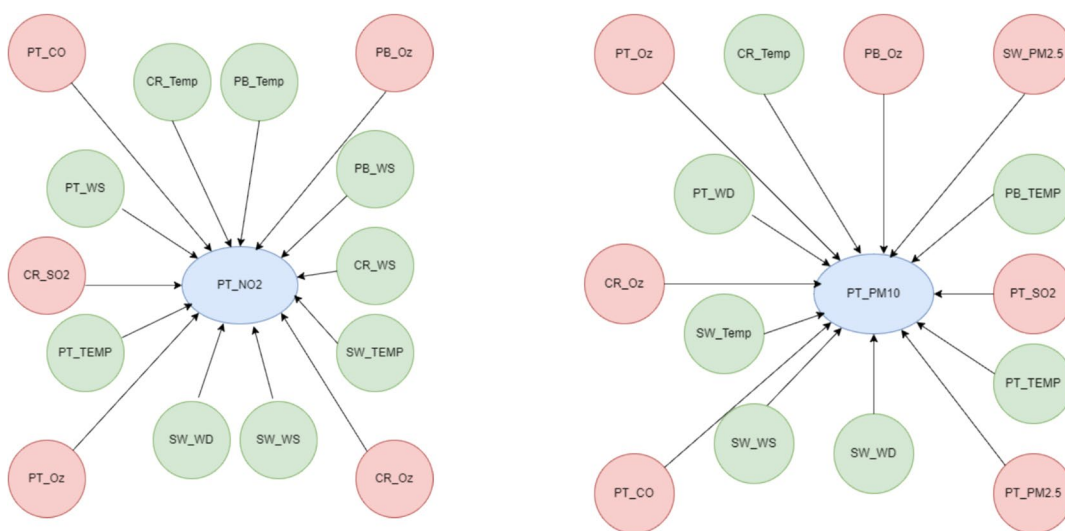 PT_CO
CR_Temp
PB_Temp
PB_Oz
PT_WS
PB_WS
CR_SO2
PT_NO2
CR_WS
PT_TEMP
SW_TEMP
SW_WD
SW_WS
PT_Oz
CR_Oz
PT_Oz
CR_Temp
PB_Oz
SW_PM2.5
PT_WD
PB_TEMP
CR_Oz
PT_PM10
PT_SO2
SW_Temp
PT_TEMP
SW_WS
SW_WD
PT_CO
PT_PM2.5